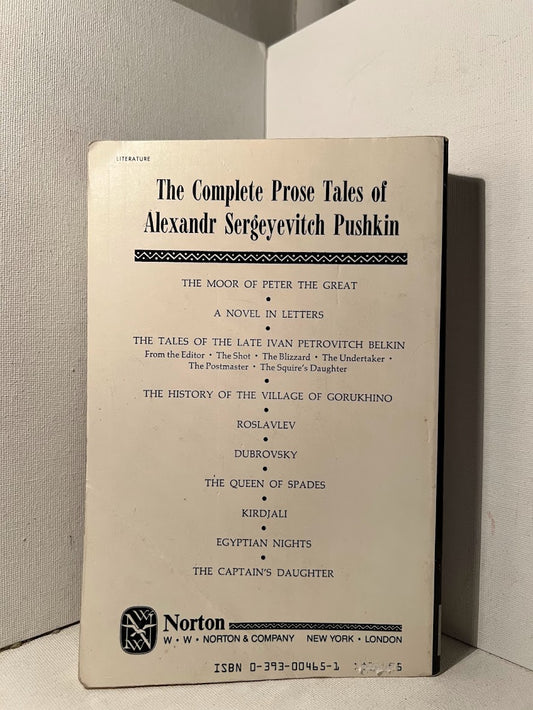 LITERATURE
The Complete Prose Tales of
Alexandr Sergeyevitch Pushkin
THE MOOR OF PETER THE GREAT
•
A NOVEL IN LETTERS
•
THE TALES OF THE LATE IVAN PETROVITCH BELKIN
From the Editor • The Shot • The Blizzard • The Undertaker •
The Postmaster • The Squire's Daughter
•
THE HISTORY OF THE VILLAGE OF GORUKHINO
•
ROSLAVLEV
•
DUBROVSKY
•
THE QUEEN OF SPADES
•
KIRDJALI
•
EGYPTIAN NIGHTS
•
THE CAPTAIN'S DAUGHTER
Norton
W • W • NORTON & COMPANY NEW YORK • LONDON
ISBN 0-393-00465-1